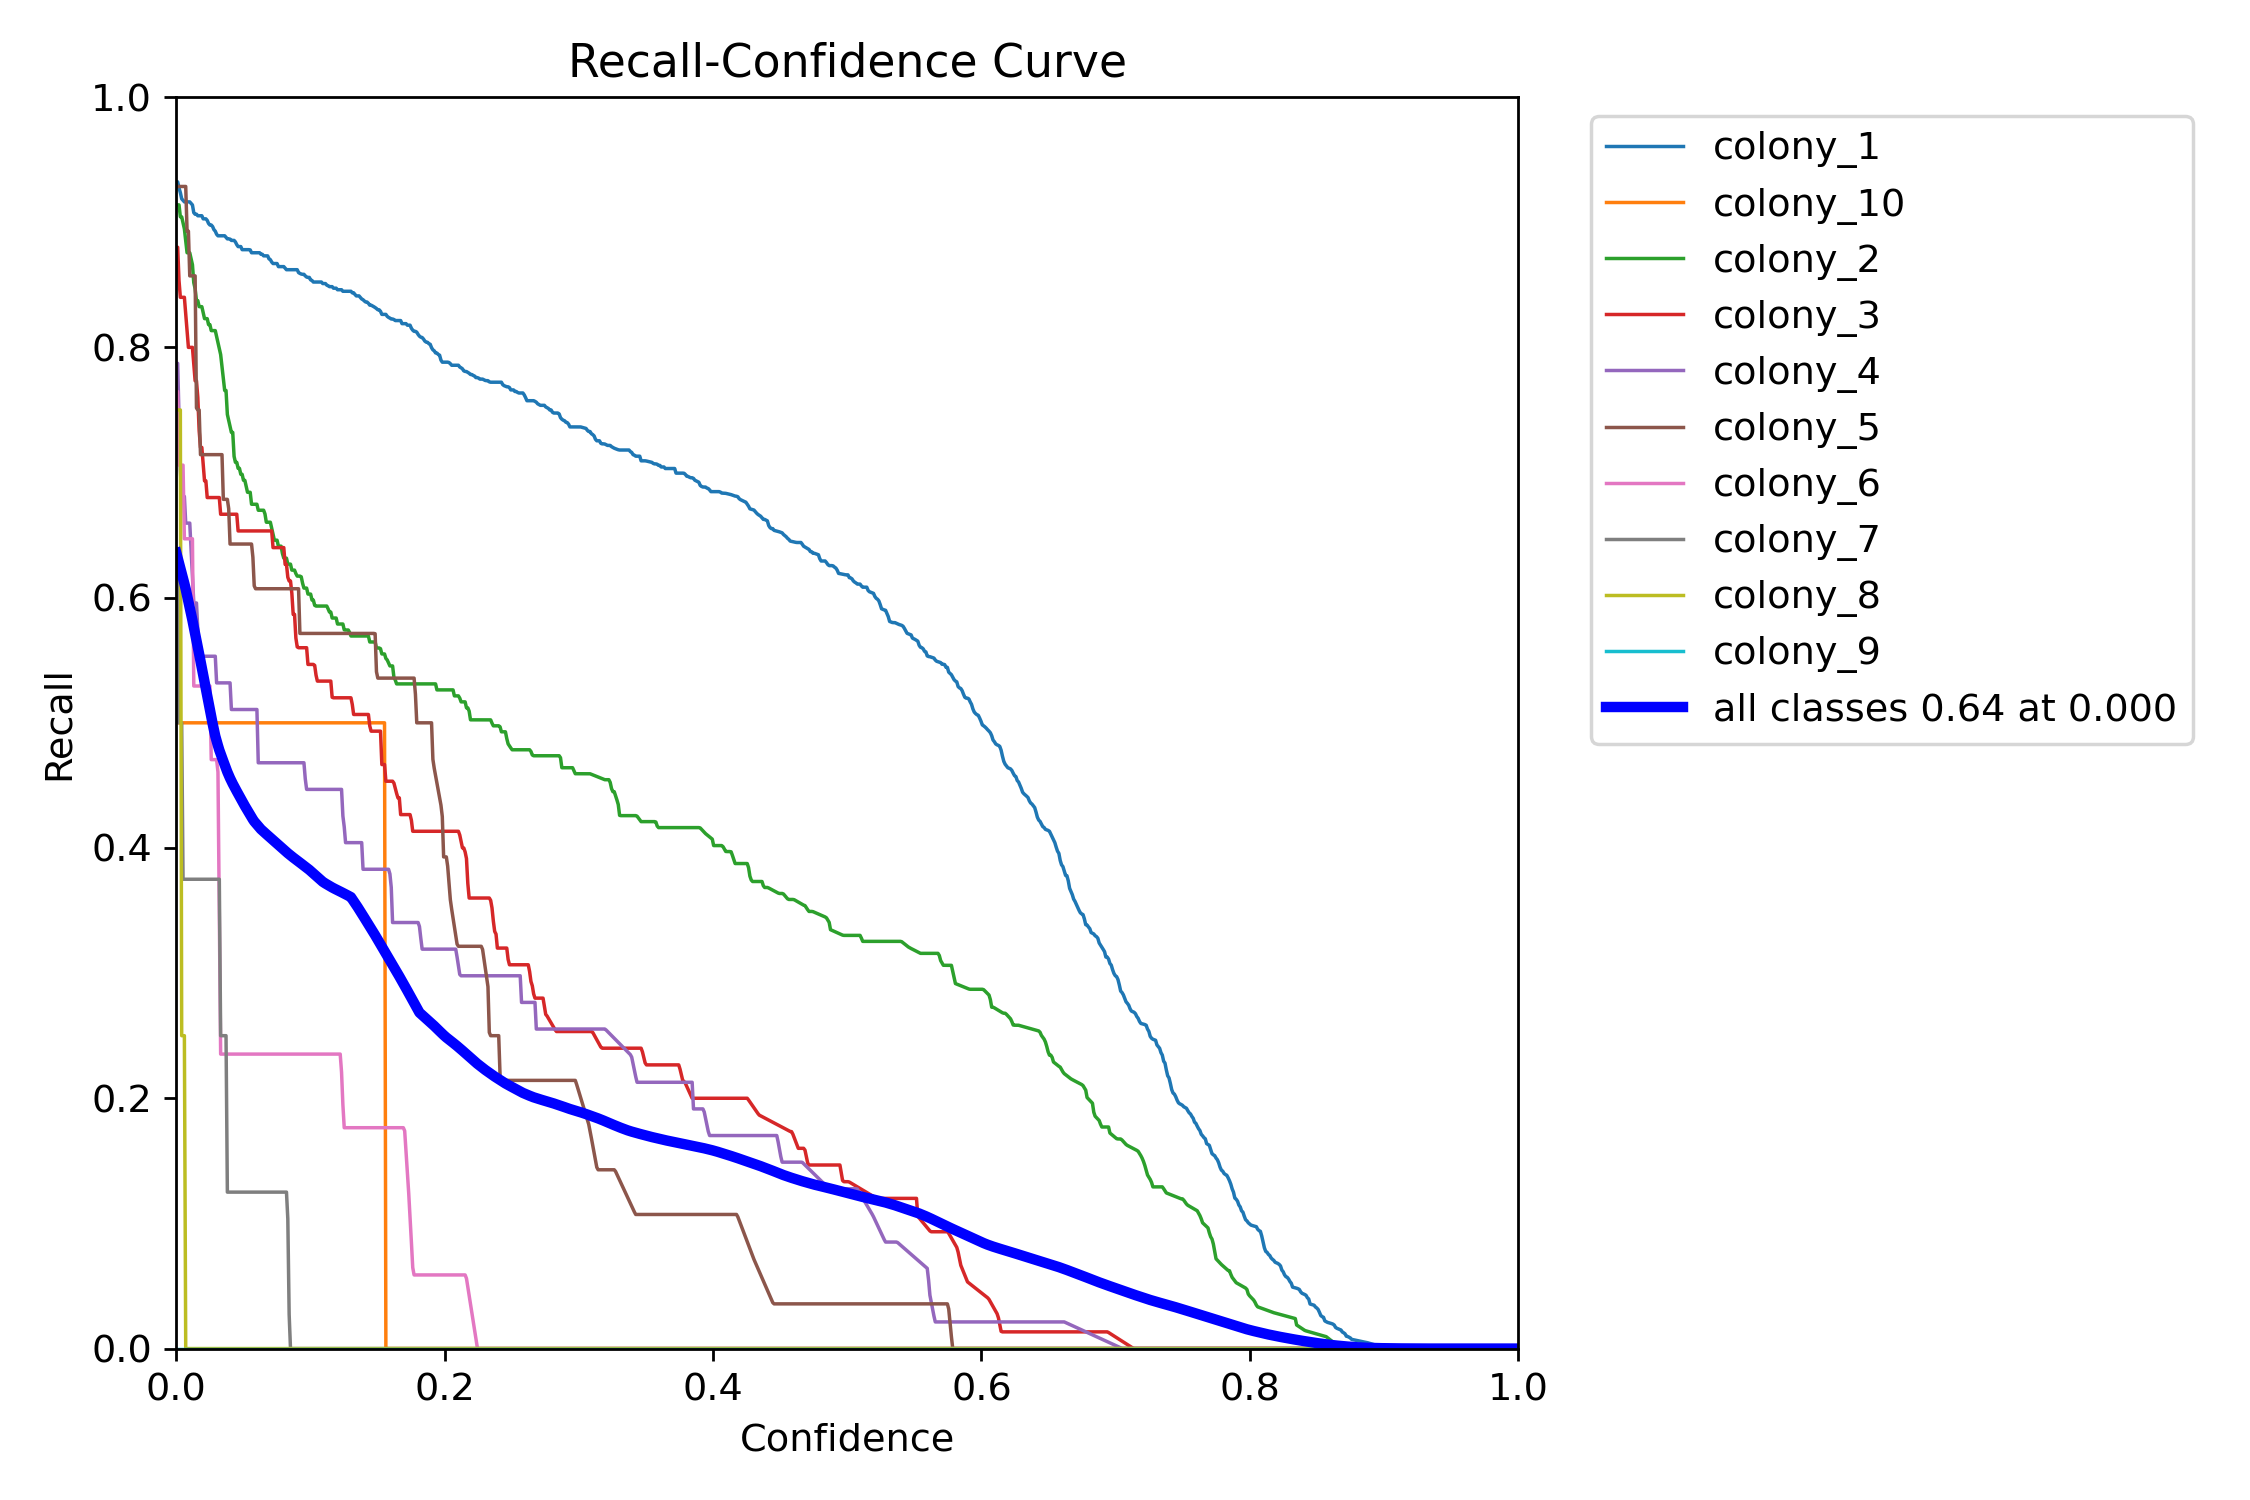 Recall-Confidence Curve
1.0
0.8
0.6
0.4
0.2
0.0
Recall
0.0 0.2 0.4 0.6 0.8 1.0
Confidence
colony_1
colony_10
colony_2
colony_3
colony_4
colony_5
colony_6
colony_7
colony_8
colony_9
all classes 0.64 at 0.000